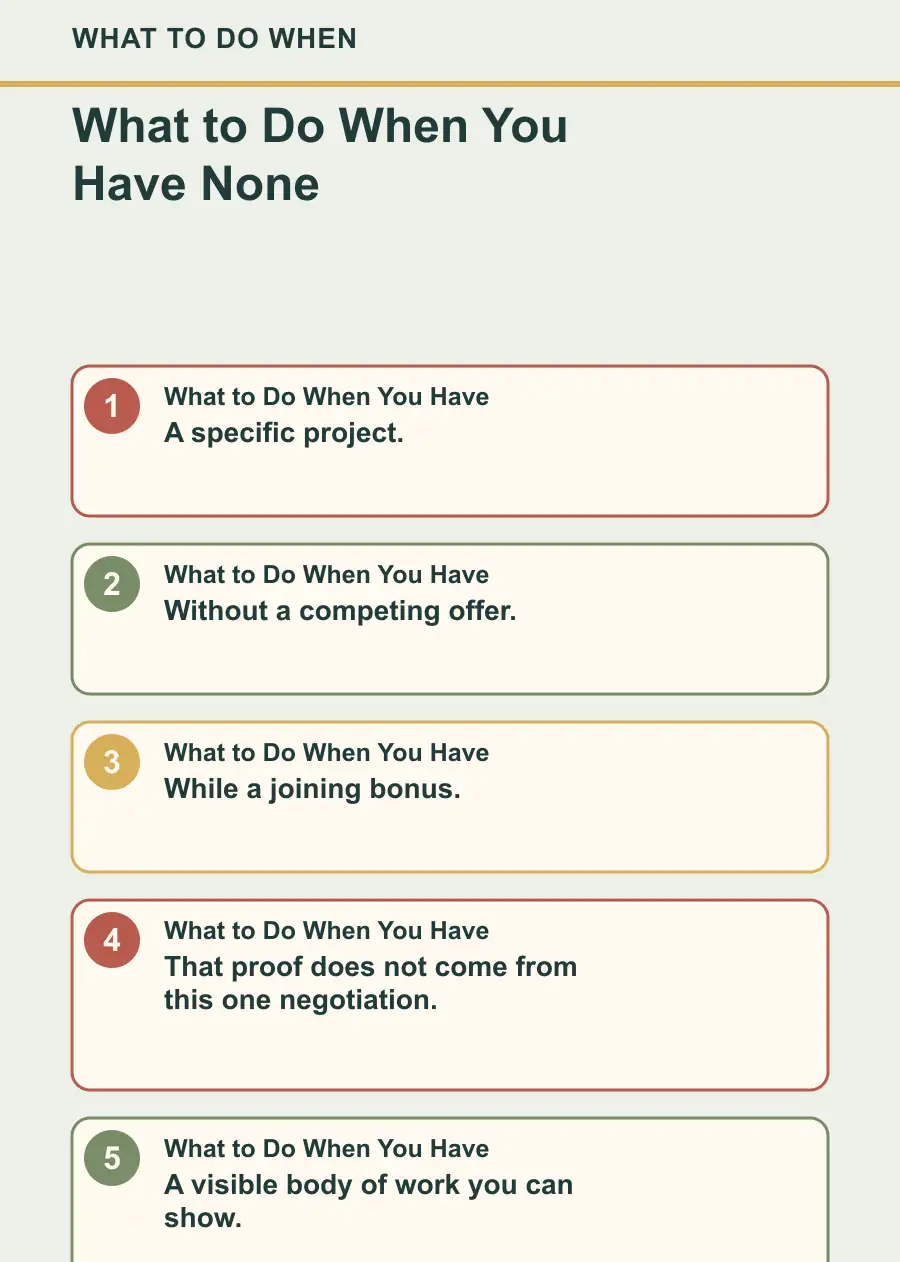 WHAT TO DO WHEN
What to Do When You
Have None
1
What to Do When You Have
A specific project.
2
What to Do When You Have
Without a competing offer.
3
What to Do When You Have
While a joining bonus.
4
What to Do When You Have
That proof does not come from
this one negotiation.
5
What to Do When You Have
A visible body of work you can
show.